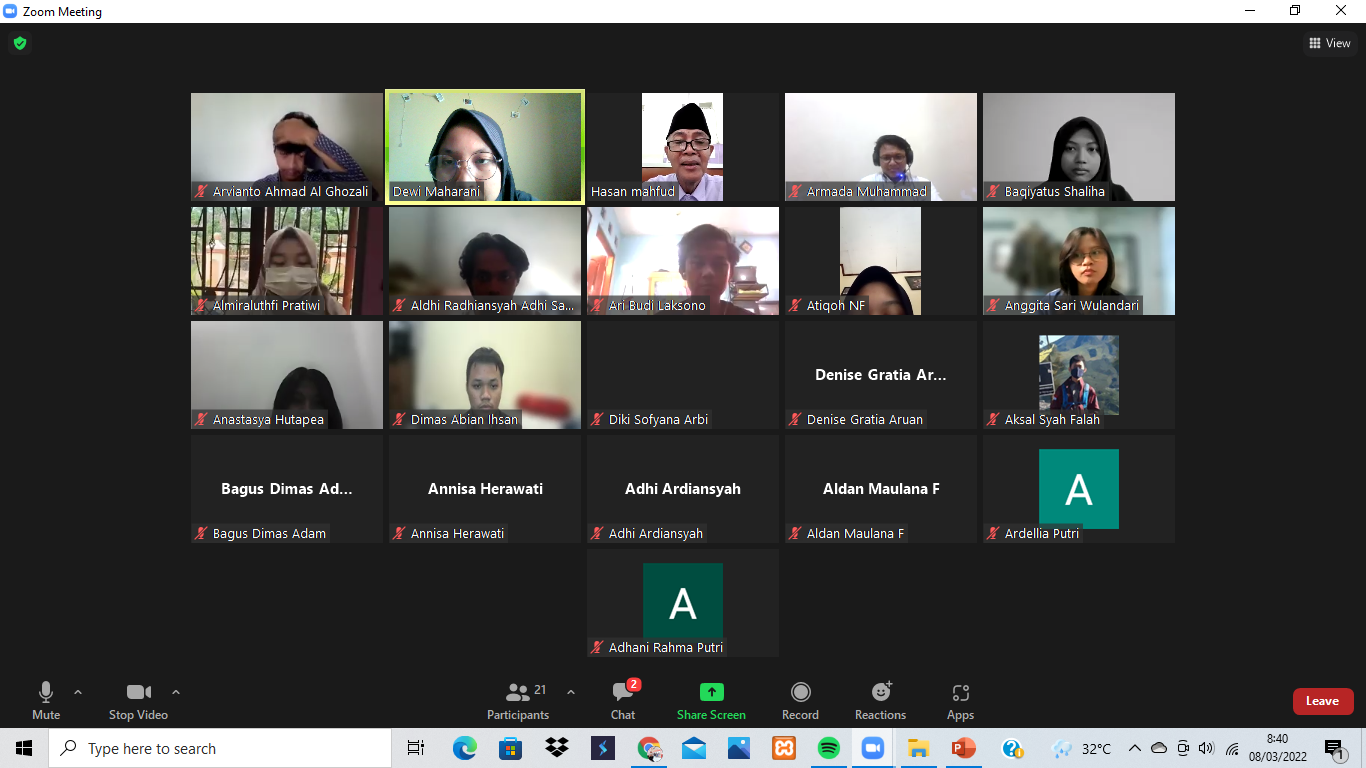 Zoom Meeting
View
Arvianto Ahmad Al Ghozali
Dewi Maharani
Hasan mahfud
Armada Muhammad
Baqiyatus Shaliha
Almiraluthfi Pratiwi
Aldhi Radhiansyah Adhi Sa...
Ari Budi Laksono
Atiqoh NF
Anggita Sari Wulandari
Anastasya Hutapea
Dimas Abian Ihsan
Diki Sofyana Arbi
Denise Gratia Ar...
Denise Gratia Aruan
Aksal Syah Falah
Bagus Dimas Ad...
Bagus Dimas Adam
Annisa Herawati
Annisa Herawati
Adhi Ardiansyah
Adhi Ardiansyah
Aldan Maulana F
Aldan Maulana F
A
Ardellia Putri
A
Adhani Rahma Putri
Mute
Stop Video
21
Participants
2
Chat
Share Screen
Record
Reactions
Apps
Leave
Type here to search
32°C
8:40
08/03/2022
1